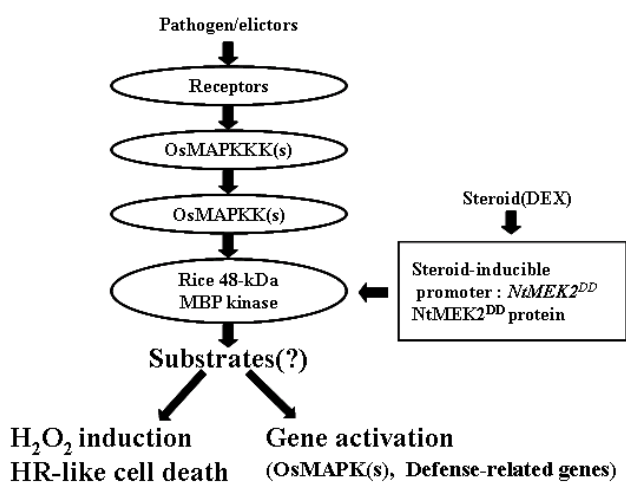 Pathogen/elictors
Receptors
OsMAPKKK(s)
OsMAPKK(s)
Steroid(DEX)
Rice 48-kDa
MBP kinase
Steroid-inducible
promoter : NtMEK2ᴰᴰ
NtMEK2ᴰᴰ protein
Substrates(?)
H₂O₂ induction
HR-like cell death
Gene activation
(OsMAPK(s), Defense-related genes)